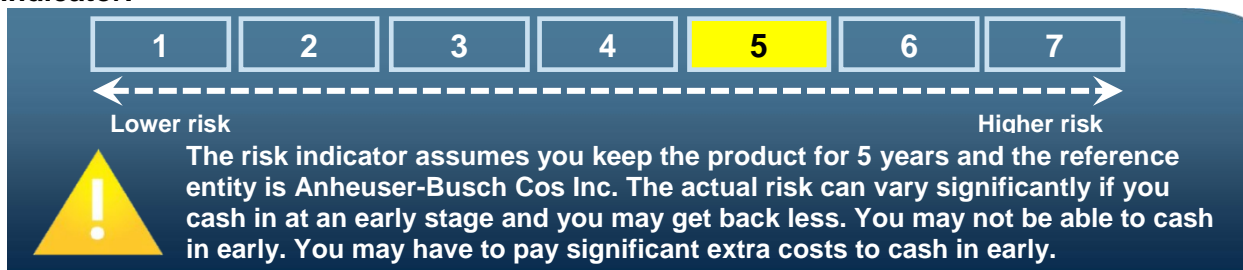 1 2 3 4 5 6 7
Lower risk Higher risk
The risk indicator assumes you keep the product for 5 years and the reference
entity is Anheuser-Busch Cos Inc. The actual risk can vary significantly if you
cash in at an early stage and you may get back less. You may not be able to cash
in early. You may have to pay significant extra costs to cash in early.